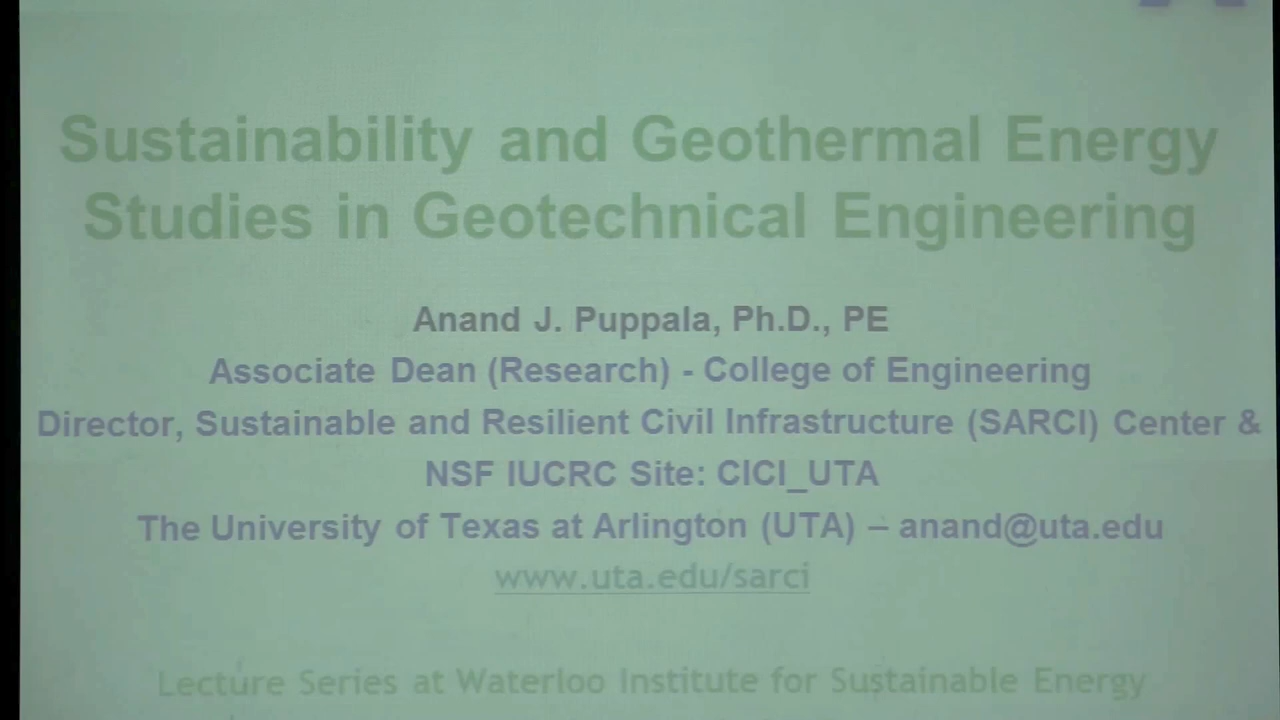 Sustainability and Geothermal Energy
Studies in Geotechnical Engineering
Anand J. Puppala, Ph.D., PE
Associate Dean (Research) - College of Engineering
Director, Sustainable and Resilient Civil Infrastructure (SARCI) Center &
NSF IUCRC Site: CICI_UTA
The University of Texas at Arlington (UTA) – anand@uta.edu
www.uta.edu/sarci
Lecture Series at Waterloo Institute for Sustainable Energy